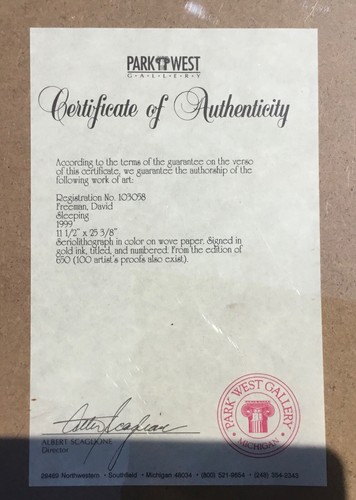 PARK WEST
GALLERY
Certificate of Authenticity
According to the terms of the guarantee on the verso
of this certificate, we guarantee the authorship of the
following work of art:
Registration No. 103058
Freeman, David
Sleeping
1999
11 1/2" x 25 3/8"
Seriolithograph in color on wove paper. Signed in
gold ink, titled, and numbered. From the edition of
650 (100 artist's proofs also exist).
ALBERT SCAGLIONE
Director
PARK WEST GALLERY
MICHIGAN
29469 Northwestern • Southfield • Michigan 48034 • (800) 521-9654 • (248) 354-2343